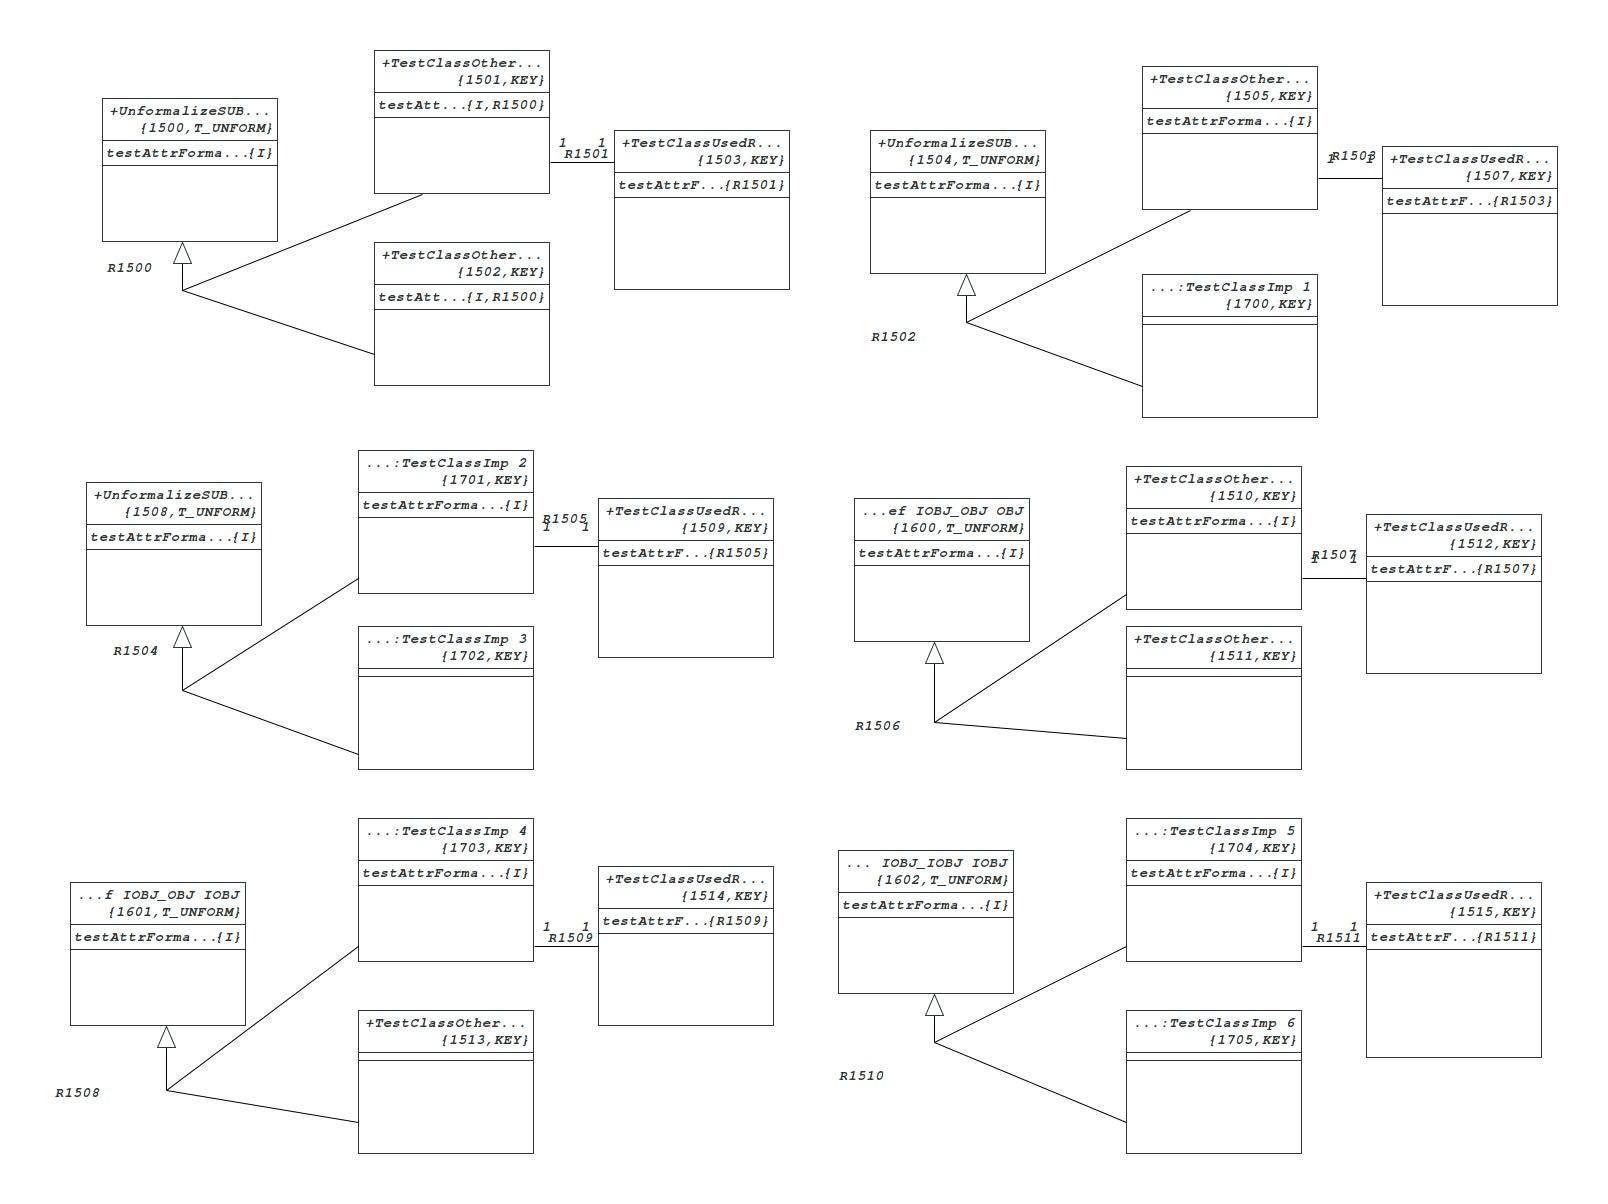 +UnformalizeSUB...
{1500,T_UNFORM}
testAttrForma...{I}
R1500
+TestClassOther...
{1501,KEY}
testAtt...{I,R1500}
1 1
R1501
+TestClassUsedR...
{1503,KEY}
testAttrF...{R1501}
+TestClassOther...
{1502,KEY}
testAtt...{I,R1500}
+UnformalizeSUB...
{1504,T_UNFORM}
testAttrForma...{I}
R1502
+TestClassOther...
{1505,KEY}
testAttrForma...{I}
R1503
1 1
+TestClassUsedR...
{1507,KEY}
testAttrF...{R1503}
...:TestClassImp 1
{1700,KEY}
+UnformalizeSUB...
{1508,T_UNFORM}
testAttrForma...{I}
R1504
...:TestClassImp 2
{1701,KEY}
testAttrForma...{I}
R1505
1 1
+TestClassUsedR...
{1509,KEY}
testAttrF...{R1505}
...:TestClassImp 3
{1702,KEY}
...ef IOBJ_OBJ OBJ
{1600,T_UNFORM}
testAttrForma...{I}
R1506
+TestClassOther...
{1510,KEY}
testAttrForma...{I}
R1507
1 1
+TestClassUsedR...
{1512,KEY}
testAttrF...{R1507}
+TestClassOther...
{1511,KEY}
...f IOBJ_OBJ IOBJ
{1601,T_UNFORM}
testAttrForma...{I}
R1508
...:TestClassImp 4
{1703,KEY}
testAttrForma...{I}
1 1
R1509
+TestClassUsedR...
{1514,KEY}
testAttrF...{R1509}
+TestClassOther...
{1513,KEY}
... IOBJ_IOBJ IOBJ
{1602,T_UNFORM}
testAttrForma...{I}
R1510
...:TestClassImp 5
{1704,KEY}
testAttrForma...{I}
1 1
R1511
+TestClassUsedR...
{1515,KEY}
testAttrF...{R1511}
...:TestClassImp 6
{1705,KEY}